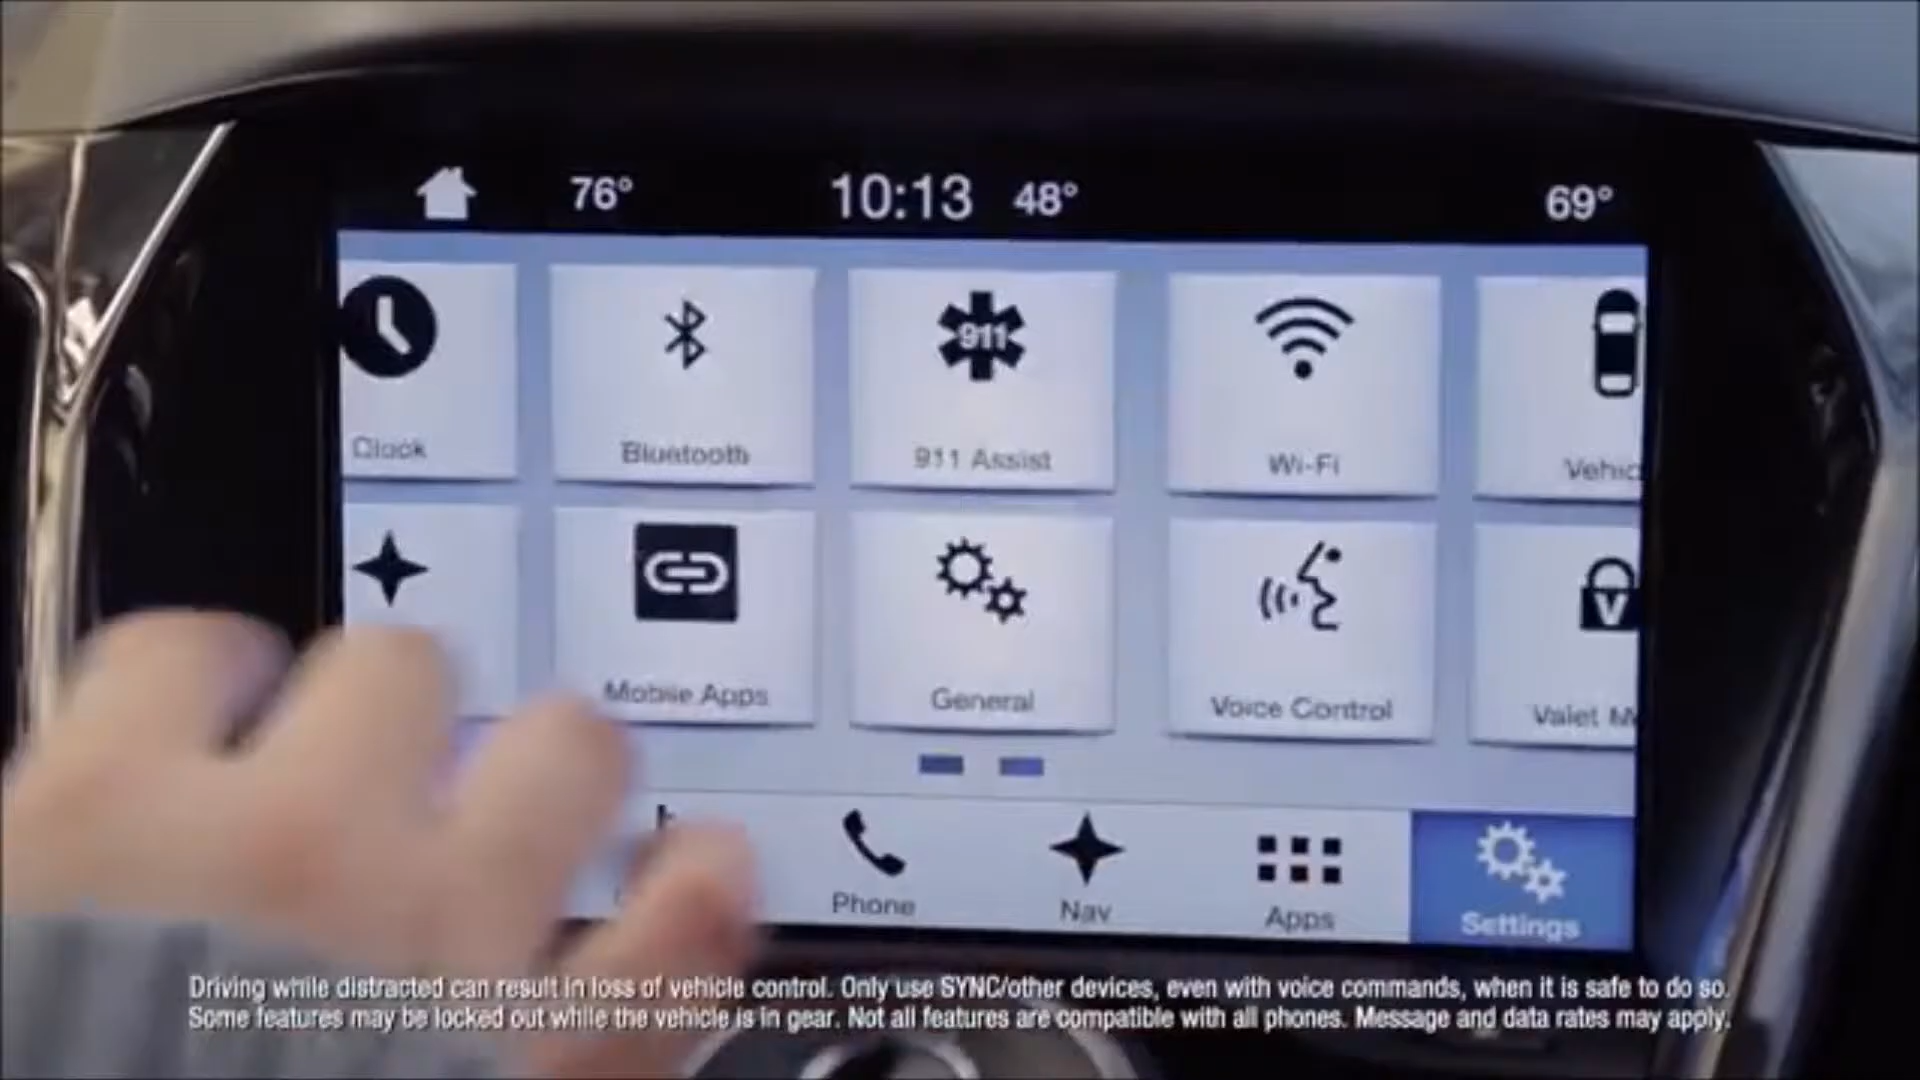 76° 10:13 48° 69°
Clock Bluetooth 911 911 Assist Wi-Fi Vehic
Mobile Apps General Voice Control Valet M
Phone Nav Apps Settings
Driving while distracted can result in loss of vehicle control. Only use SYNC/other devices, even with voice commands, when it is safe to do so.
Some features may be locked out while the vehicle is in gear. Not all features are compatible with all phones. Message and data rates may apply.